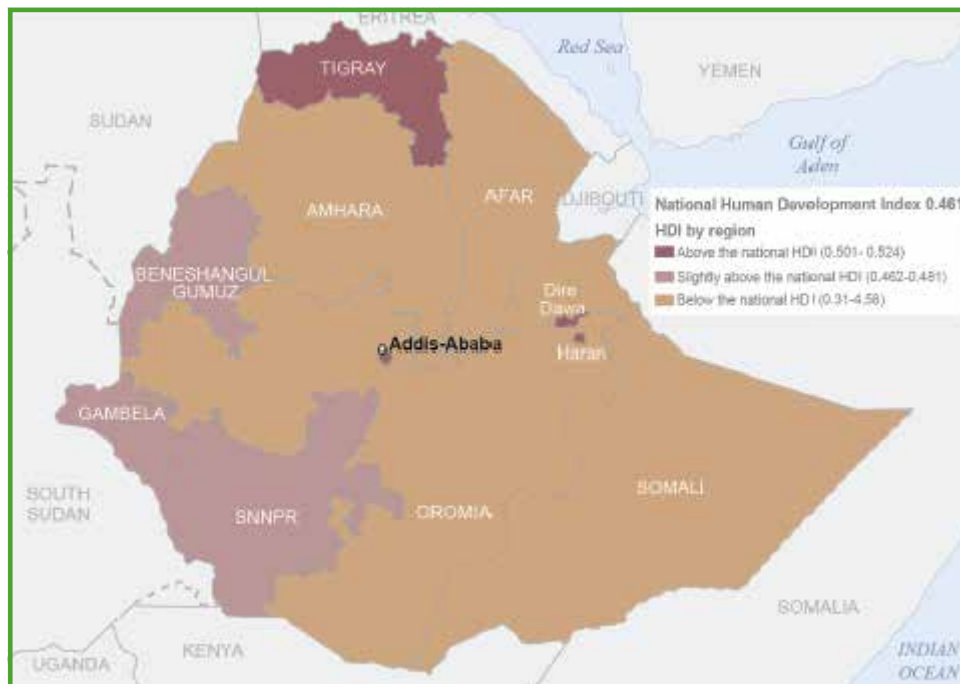 ERITREA
Red Sea
TIGRAY
YEMEN
SUDAN
Gulf of
Aden
AMHARA
AFAR
DJIBOUTI
National Human Development Index 0.461
HDI by region
Above the national HDI (0.501- 0.524)
Slightly above the national HDI (0.462-0.481)
Below the national HDI (0.31-4.58)
BENESHANGUL
GUMUZ
Dire
Dawa
Addis-Ababa
Harari
GAMBELA
SOUTH
SUDAN
SNNPR
OROMIA
SOMALI
SOMALIA
KENYA
UGANDA
INDIAN
OCEAN